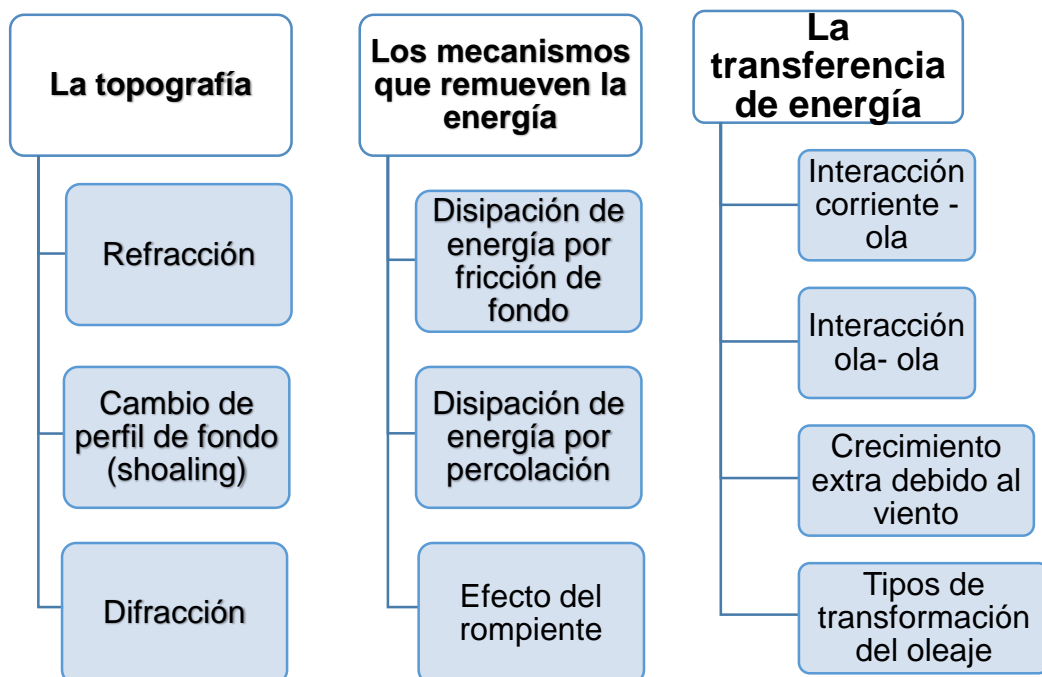 La topografía
Refracción
Cambio de
perfil de fondo
(shoaling)
Difracción
Los mecanismos
que remueven la
energía
Disipación de
energía por
fricción de
fondo
Disipación de
energía por
percolación
Efecto del
rompiente
La
transferencia
de energía
Interacción
corriente -
ola
Interacción
ola- ola
Crecimiento
extra debido al
viento
Tipos de
transformación
del oleaje